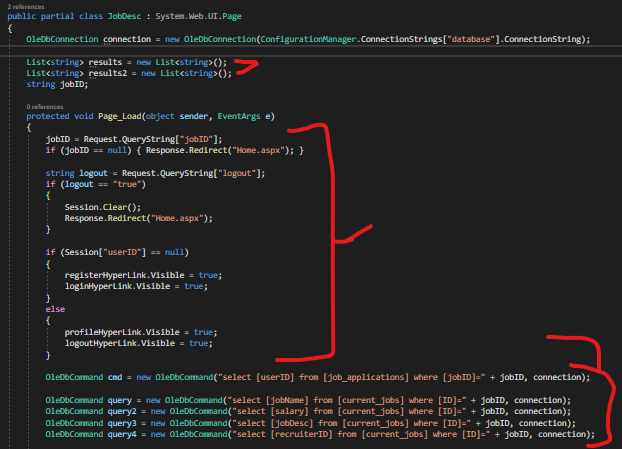 2 references
public partial class JobDesc : System.Web.UI.Page
{
OleDbConnection connection = new OleDbConnection(ConfigurationManager.ConnectionStrings["database"].ConnectionString);
List<string> results = new List<string>();
List<string> results2 = new List<string>();
string jobID;
0 references
protected void Page_Load(object sender, EventArgs e)
{
jobID = Request.QueryString["jobID"];
if (jobID == null) { Response.Redirect("Home.aspx"); }
string logout = Request.QueryString["logout"];
if (logout == "true")
{
Session.Clear();
Response.Redirect("Home.aspx");
}
if (Session["userID"] == null)
{
registerHyperLink.Visible = true;
loginHyperLink.Visible = true;
}
else
{
profileHyperLink.Visible = true;
logoutHyperLink.Visible = true;
}
OleDbCommand cmd = new OleDbCommand("select [userID] from [job_applications] where [jobID]=" + jobID, connection);
OleDbCommand query = new OleDbCommand("select [jobName] from [current_jobs] where [ID]=" + jobID, connection);
OleDbCommand query2 = new OleDbCommand("select [salary] from [current_jobs] where [ID]=" + jobID, connection);
OleDbCommand query3 = new OleDbCommand("select [jobDesc] from [current_jobs] where [ID]=" + jobID, connection);
OleDbCommand query4 = new OleDbCommand("select [recruiterID] from [current_jobs] where [ID]=" + jobID, connection);